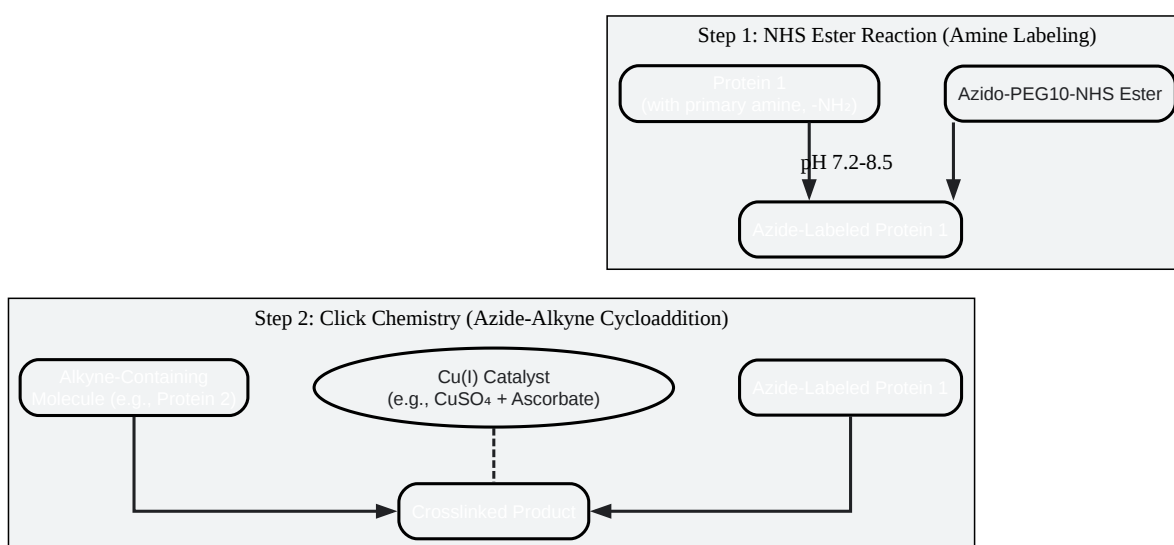 Step 1: NHS Ester Reaction (Amine Labeling)
Protein 1
(with primary amine, -NH₂)
Azido-PEG10-NHS Ester
pH 7.2-8.5
Azide-Labeled Protein 1
Step 2: Click Chemistry (Azide-Alkyne Cycloaddition)
Alkyne-Containing
Molecule (e.g., Protein 2)
Cu(I) Catalyst
(e.g., CuSO₄ + Ascorbate)
Azide-Labeled Protein 1
Crosslinked Product